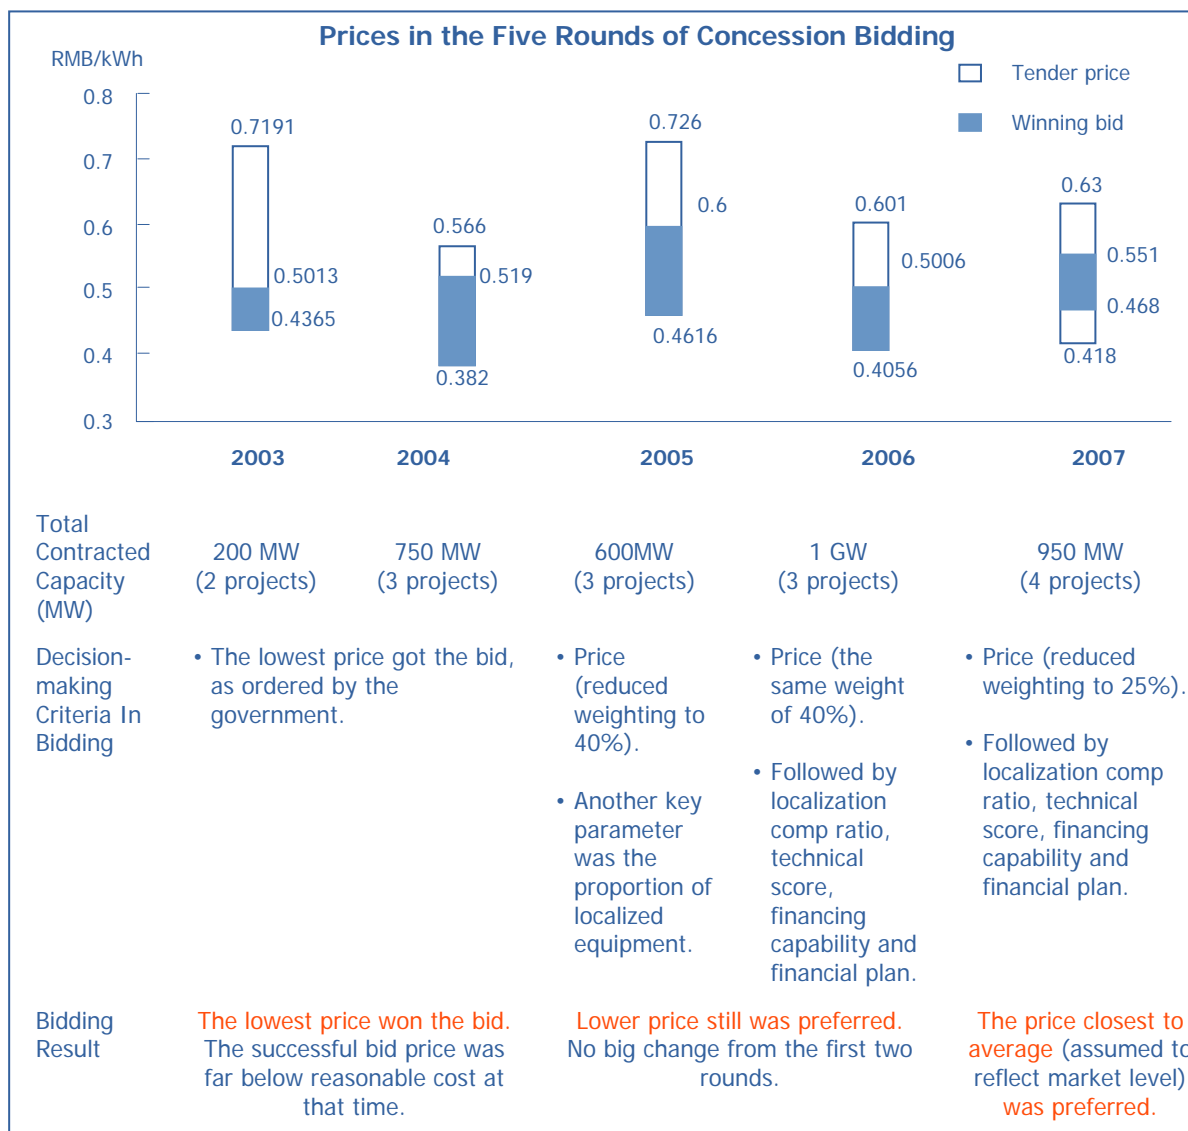 Prices in the Five Rounds of Concession Bidding
RMB/kWh
Tender price
Winning bid
0.8
0.7
0.6
0.5
0.4
0.3
0.7191
0.5013
0.4365
0.566
0.519
0.382
0.726
0.6
0.4616
0.601
0.5006
0.4056
0.63
0.551
0.468
0.418
2003
2004
2005
2006
2007
Total
Contracted
Capacity
(MW)
200 MW
(2 projects)
750 MW
(3 projects)
600MW
(3 projects)
1 GW
(3 projects)
950 MW
(4 projects)
Decision-
making
Criteria In
Bidding
• The lowest price got the bid,
as ordered by the
government.
• Price
(reduced
weighting to
40%).
• Another key
parameter
was the
proportion of
localized
equipment.
• Price (the
same weight
of 40%).
• Followed by
localization
comp ratio,
technical
score,
financing
capability and
financial plan.
• Price (reduced
weighting to 25%).
• Followed by
localization comp
ratio, technical
score, financing
capability and
financial plan.
Bidding
Result
The lowest price won the bid.
The successful bid price was
far below reasonable cost at
that time.
Lower price still was preferred.
No big change from the first two
rounds.
The price closest to
average (assumed to
reflect market level)
was preferred.